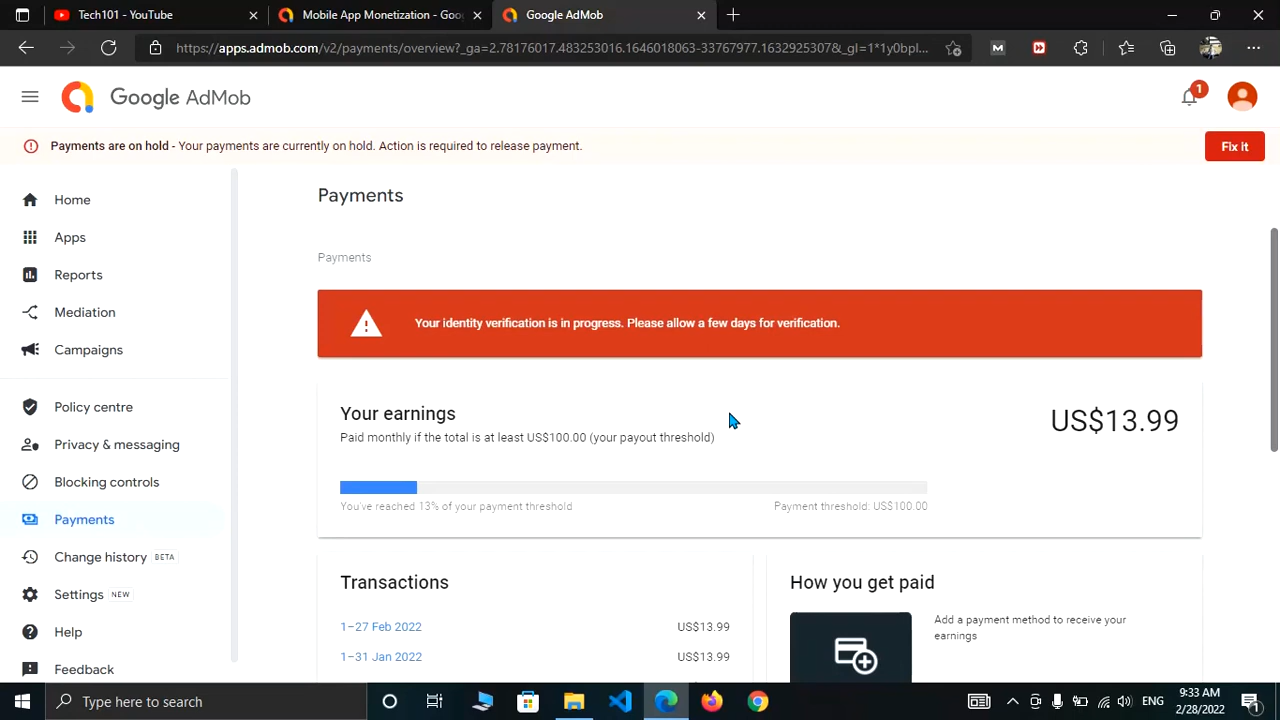 Tech101 - YouTube
Mobile App Monetization - Goog
Google AdMob
https://apps.admob.com/v2/payments/overview?_ga=2.78176017.483253016.1646018063-33767977.1632925307&_gl=1*1y0bpl...
Google AdMob
1
Payments are on hold - Your payments are currently on hold. Action is required to release payment.
Fix it
Home
Apps
Reports
Mediation
Campaigns
Policy centre
Privacy & messaging
Blocking controls
Payments
Change history BETA
Settings NEW
Help
Feedback
Payments
Payments
Your identity verification is in progress. Please allow a few days for verification.
Your earnings
US$13.99
Paid monthly if the total is at least US$100.00 (your payout threshold)
You've reached 13% of your payment threshold
Payment threshold: US$100.00
Transactions
1–27 Feb 2022 US$13.99
1–31 Jan 2022 US$13.99
How you get paid
Add a payment method to receive your
earnings
Type here to search
ENG
9:33 AM
2/28/2022
1